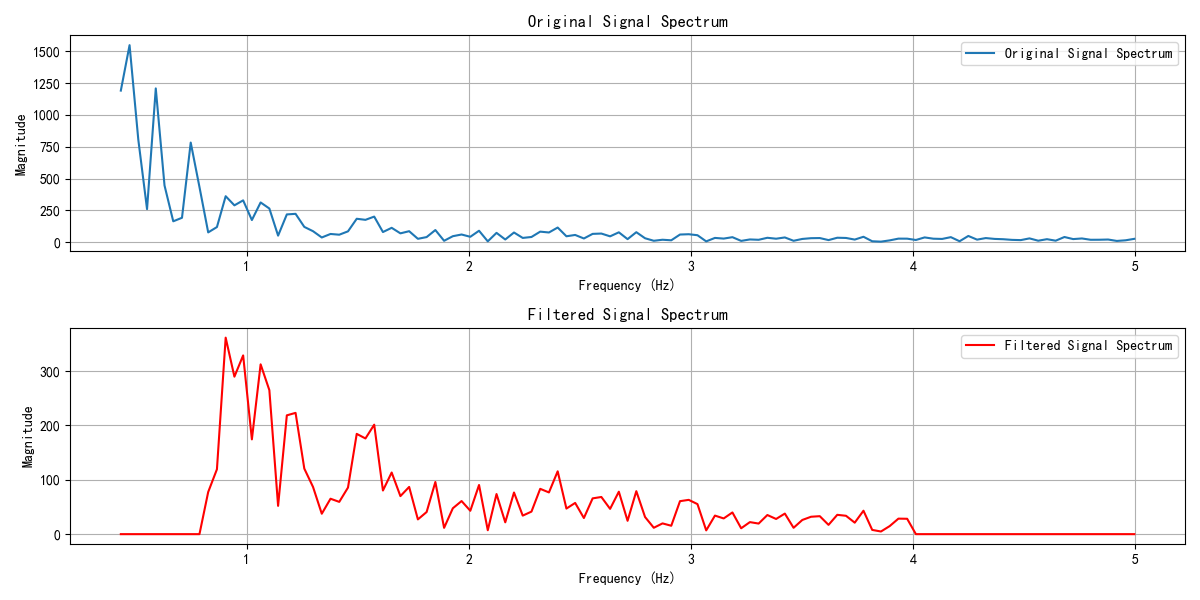 Original Signal Spectrum
Original Signal Spectrum
1500
1250
1000
750
500
250
0
Magnitude
1 2 3 4 5
Frequency (Hz)
Filtered Signal Spectrum
Filtered Signal Spectrum
300
200
100
0
Magnitude
1 2 3 4 5
Frequency (Hz)